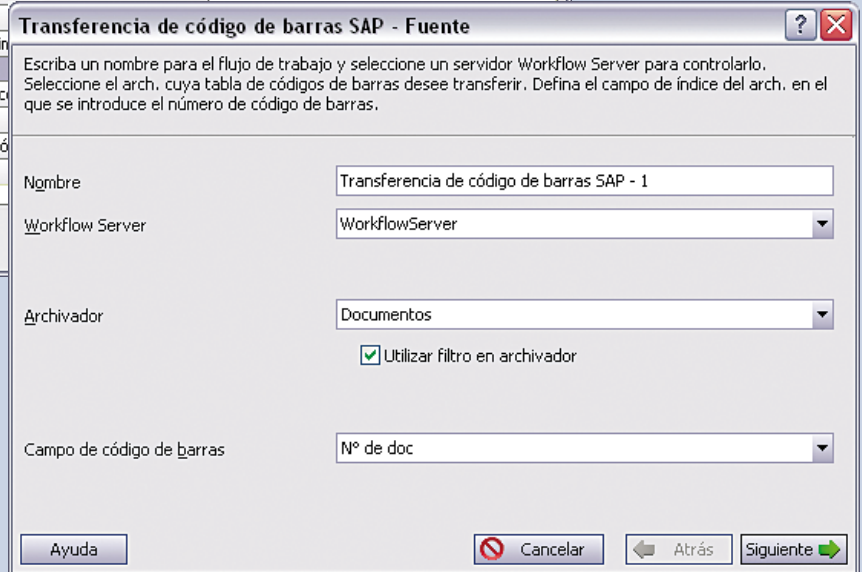 Transferencia de código de barras SAP - Fuente
Escriba un nombre para el flujo de trabajo y seleccione un servidor Workflow Server para controlarlo.
Seleccione el arch. cuya tabla de códigos de barras desee transferir. Defina el campo de índice del arch. en el
que se introduce el número de código de barras.
Nombre
Transferencia de código de barras SAP - 1
Workflow Server
WorkflowServer
Archivador
Documentos
Utilizar filtro en archivador
Campo de código de barras
Nº de doc
Ayuda
Cancelar
Atrás
Siguiente